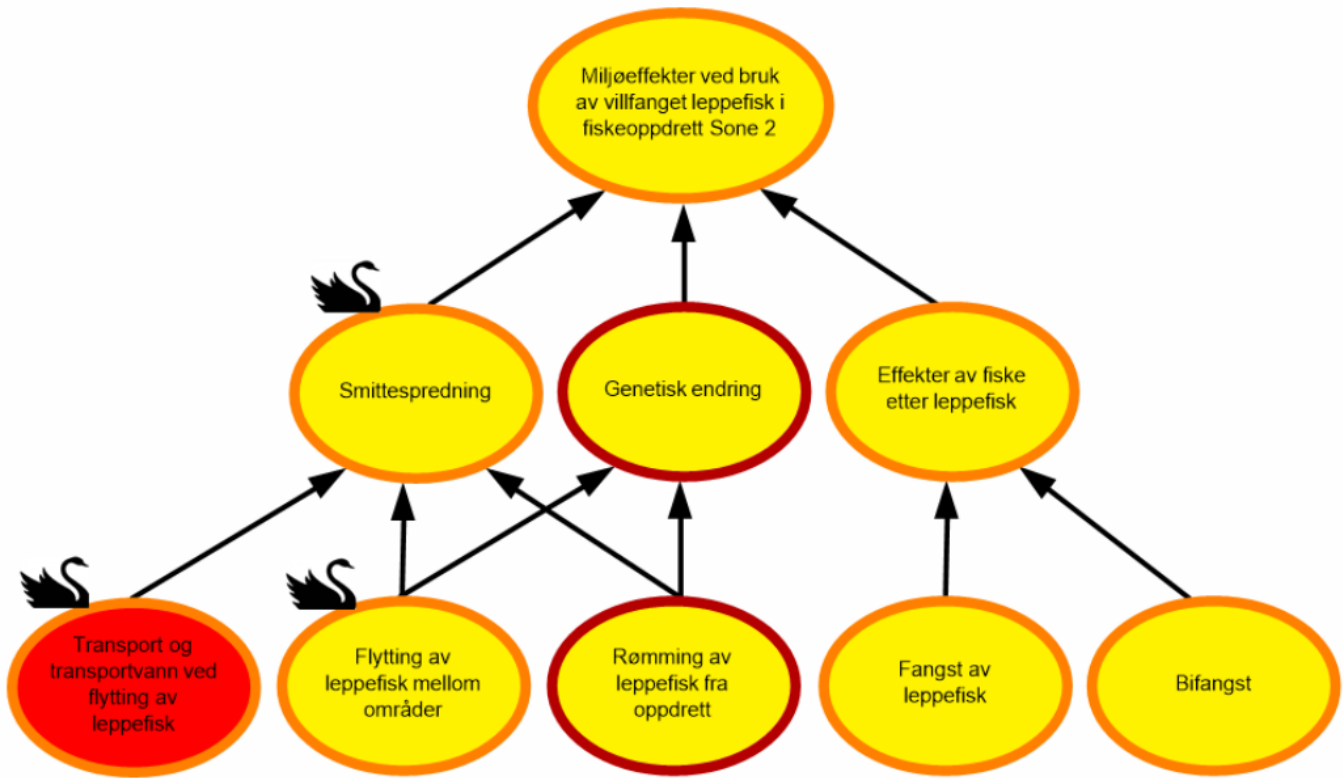 Miljøeffekter ved bruk
av villfanget leppefisk i
fiskeoppdrett Sone 2
Smittespredning
Genetisk endring
Effekter av fiske
etter leppefisk
Transport og
transportvann ved
flytting av
leppefisk
Flytting av
leppefisk mellom
områder
Rømming av
leppefisk fra
oppdrett
Fangst av
leppefisk
Bifangst